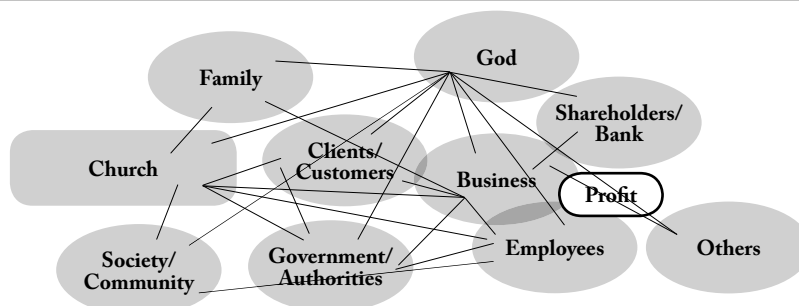 God
Family
Shareholders/
Bank
Clients/
Customers
Church
Business
Profit
Society/
Community
Government/
Authorities
Employees
Others